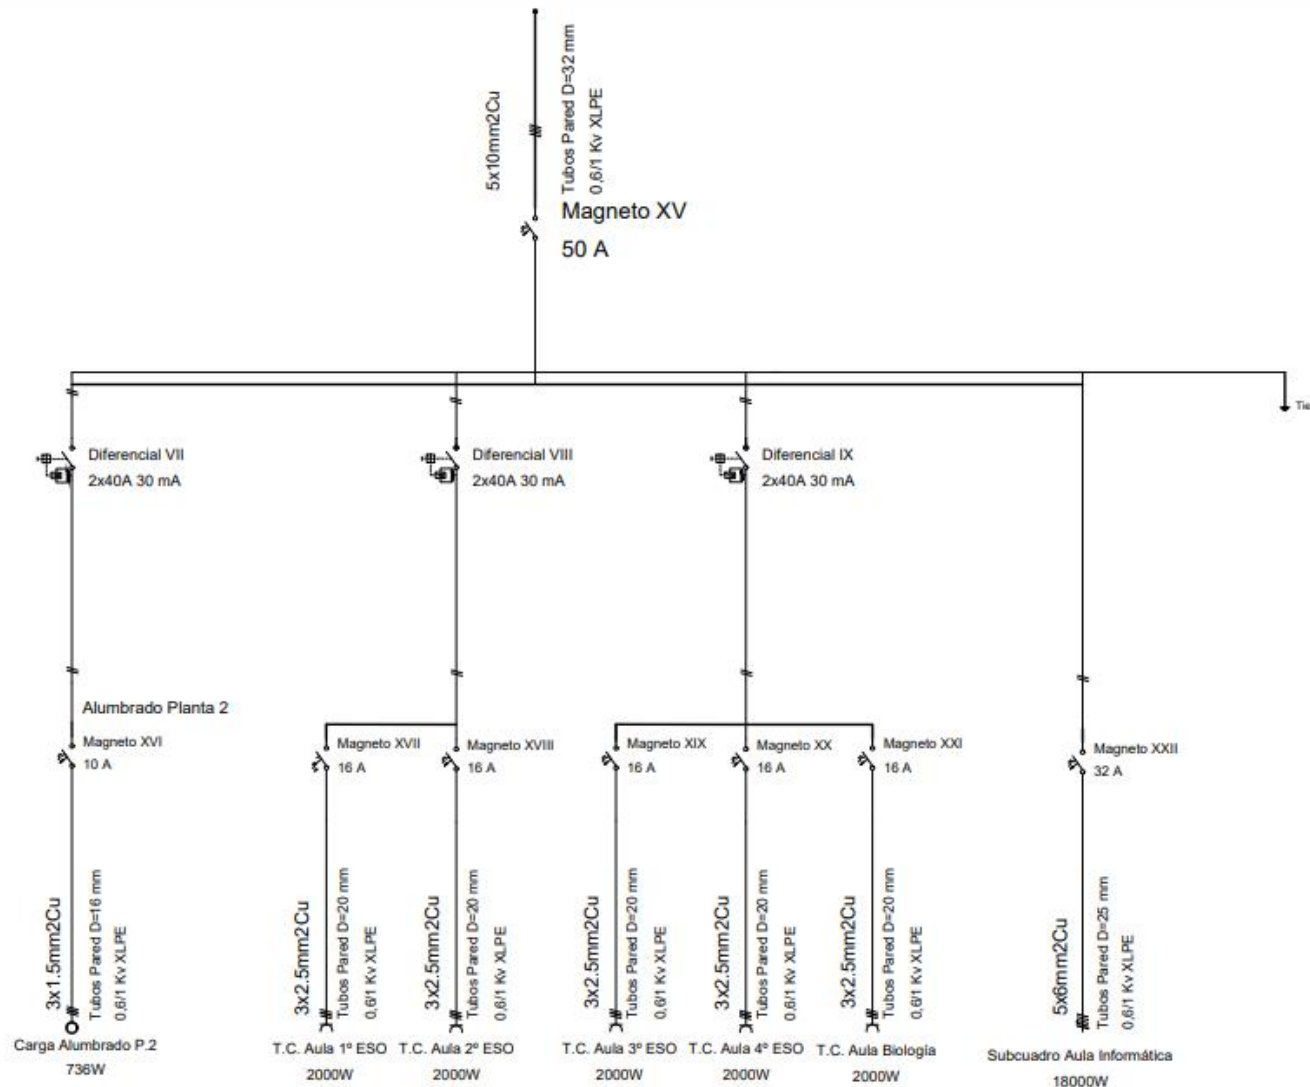 5x10mm2Cu
Tubos Pared D=32 mm
0,6/1 Kv XLPE
Magneto XV
50 A
Tie
Diferencial VII
2x40A 30 mA
Diferencial VIII
2x40A 30 mA
Diferencial IX
2x40A 30 mA
Alumbrado Planta 2
Magneto XVI
10 A
Magneto XVII
16 A
Magneto XVIII
16 A
Magneto XIX
16 A
Magneto XX
16 A
Magneto XXI
16 A
Magneto XXII
32 A
3x1.5mm2Cu
Tubos Pared D=16 mm
0,6/1 Kv XLPE
3x2.5mm2Cu
Tubos Pared D=20 mm
0,6/1 Kv XLPE
3x2.5mm2Cu
Tubos Pared D=20 mm
0,6/1 Kv XLPE
3x2.5mm2Cu
Tubos Pared D=20 mm
0,6/1 Kv XLPE
3x2.5mm2Cu
Tubos Pared D=20 mm
0,6/1 Kv XLPE
3x2.5mm2Cu
Tubos Pared D=20 mm
0,6/1 Kv XLPE
5x6mm2Cu
Tubos Pared D=25 mm
0,6/1 Kv XLPE
Carga Alumbrado P.2
736W
T.C. Aula 1º ESO
2000W
T.C. Aula 2º ESO
2000W
T.C. Aula 3º ESO
2000W
T.C. Aula 4º ESO
2000W
T.C. Aula Biología
2000W
Subcuadro Aula Informática
18000W